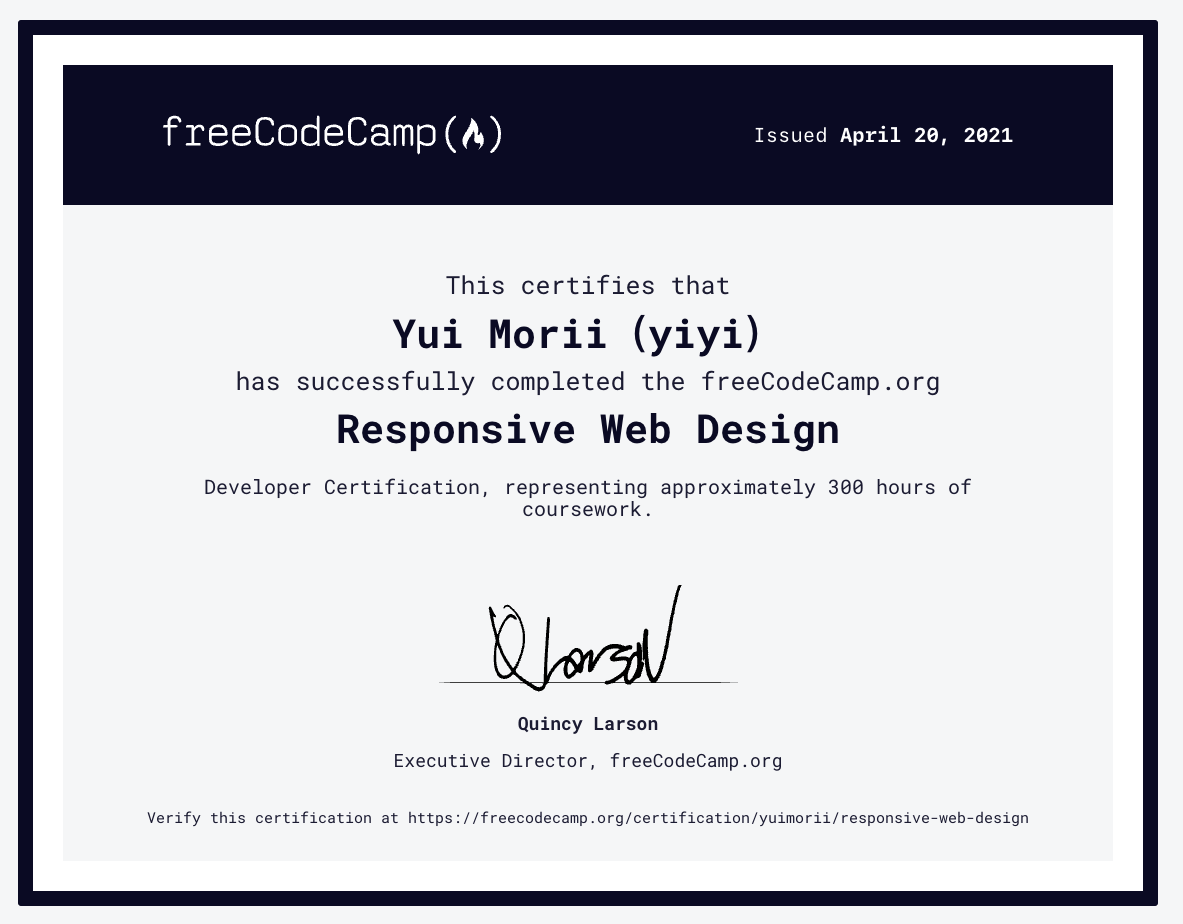 freeCodeCamp(🔥)
Issued April 20, 2021
This certifies that
Yui Morii (yiyi)
has successfully completed the freeCodeCamp.org
Responsive Web Design
Developer Certification, representing approximately 300 hours of
coursework.
Q Larson
Quincy Larson
Executive Director, freeCodeCamp.org
Verify this certification at https://freecodecamp.org/certification/yuimorii/responsive-web-design